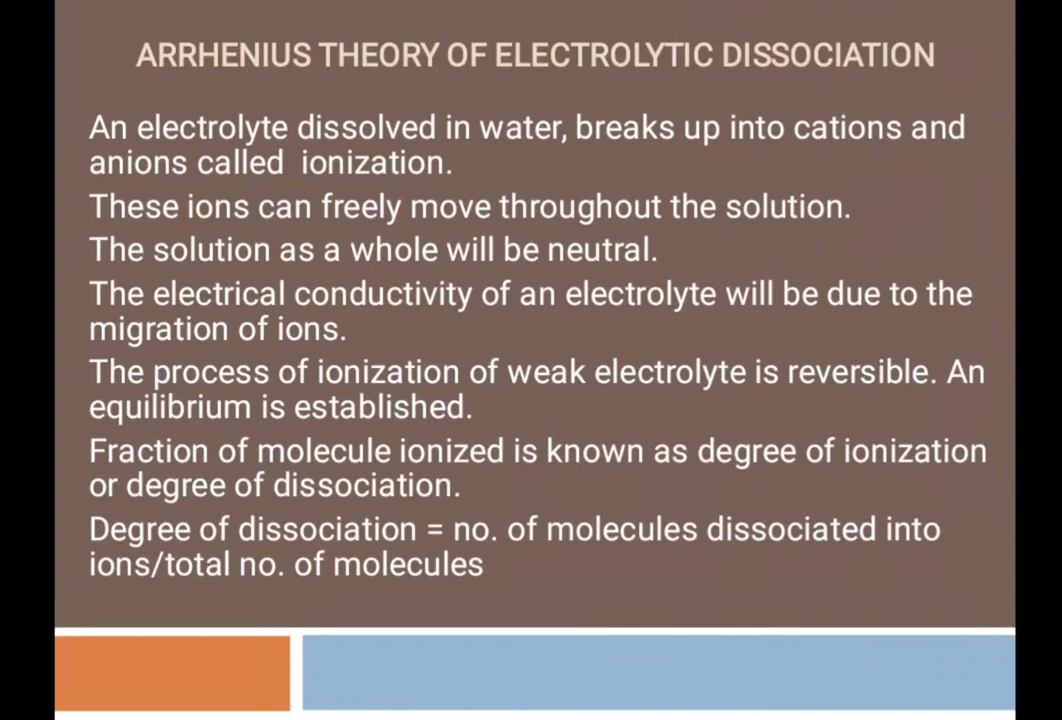 ARRHENIUS THEORY OF ELECTROLYTIC DISSOCIATION
An electrolyte dissolved in water, breaks up into cations and
anions called ionization.
These ions can freely move throughout the solution.
The solution as a whole will be neutral.
The electrical conductivity of an electrolyte will be due to the
migration of ions.
The process of ionization of weak electrolyte is reversible. An
equilibrium is established.
Fraction of molecule ionized is known as degree of ionization
or degree of dissociation.
Degree of dissociation = no. of molecules dissociated into
ions/total no. of molecules